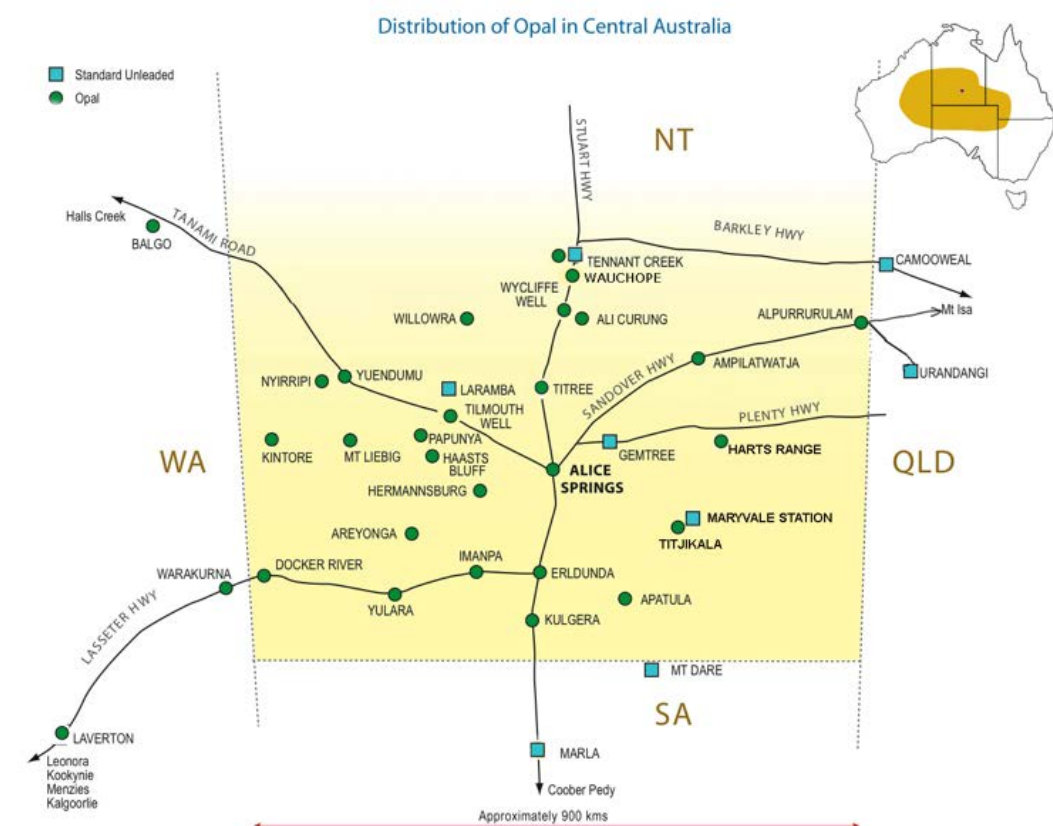 Distribution of Opal in Central Australia
Standard Unleaded
Opal
NT
STUART HWY
BARKLEY HWY
TANAMI ROAD
Halls Creek
BALGO
TENNANT CREEK
CAMOOWEAL
WAUCHOPE
WYCLIFFE
WELL
Mt Isa
WILLOWRA
ALI CURUNG
ALPURRURULAM
SANDOVER HWY
AMPILATWATJA
URANDANGI
NYIRRIPI
YUENDUMU
LARAMBA
TITREE
TILMOUTH
WELL
PLENTY HWY
PAPUNYA
KINTORE
MT LIEBIG
HAASTS
BLUFF
GEMTREE
HARTS RANGE
WA
QLD
ALICE
SPRINGS
HERMANNSBURG
MARYVALE STATION
AREYONGA
TITJIKALA
IMANPA
DOCKER RIVER
WARAKURNA
ERLDUNDA
YULARA
APATULA
KULGERA
LASSETER HWY
MT DARE
SA
LAVERTON
MARLA
Leonora
Kookynie
Menzies
Kalgoorlie
Coober Pedy
Approximately 900 kms